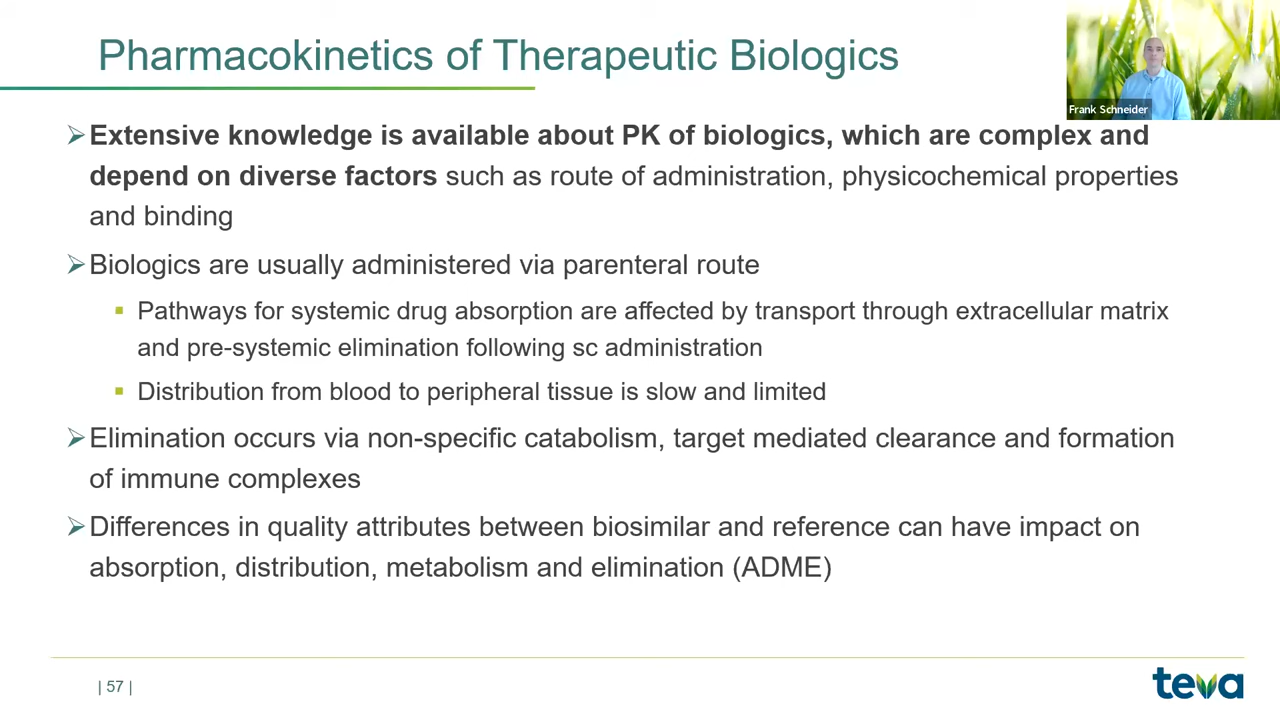 Pharmacokinetics of Therapeutic Biologics
Frank Schneider
Extensive knowledge is available about PK of biologics, which are complex and
depend on diverse factors such as route of administration, physicochemical properties
and binding
Biologics are usually administered via parenteral route
Pathways for systemic drug absorption are affected by transport through extracellular matrix
and pre-systemic elimination following sc administration
Distribution from blood to peripheral tissue is slow and limited
Elimination occurs via non-specific catabolism, target mediated clearance and formation
of immune complexes
Differences in quality attributes between biosimilar and reference can have impact on
absorption, distribution, metabolism and elimination (ADME)
| 57 |
teva